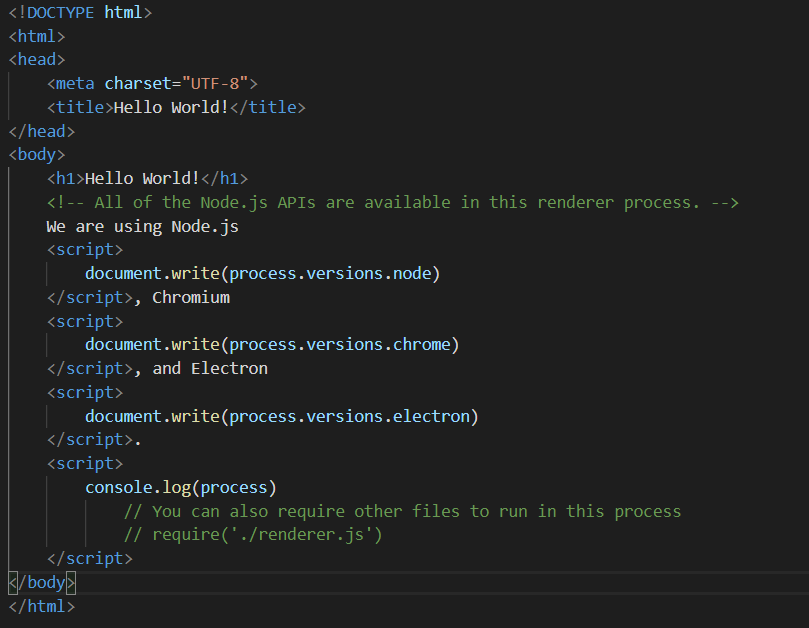 <!DOCTYPE html>
<html>
<head>
    <meta charset="UTF-8">
    <title>Hello World!</title>
</head>
<body>
    <h1>Hello World!</h1>
    <!-- All of the Node.js APIs are available in this renderer process. -->
    We are using Node.js
    <script>
        document.write(process.versions.node)
    </script>, Chromium
    <script>
        document.write(process.versions.chrome)
    </script>, and Electron
    <script>
        document.write(process.versions.electron)
    </script>.
    <script>
        console.log(process)
            // You can also require other files to run in this process
            // require('./renderer.js')
    </script>
</body>
</html>